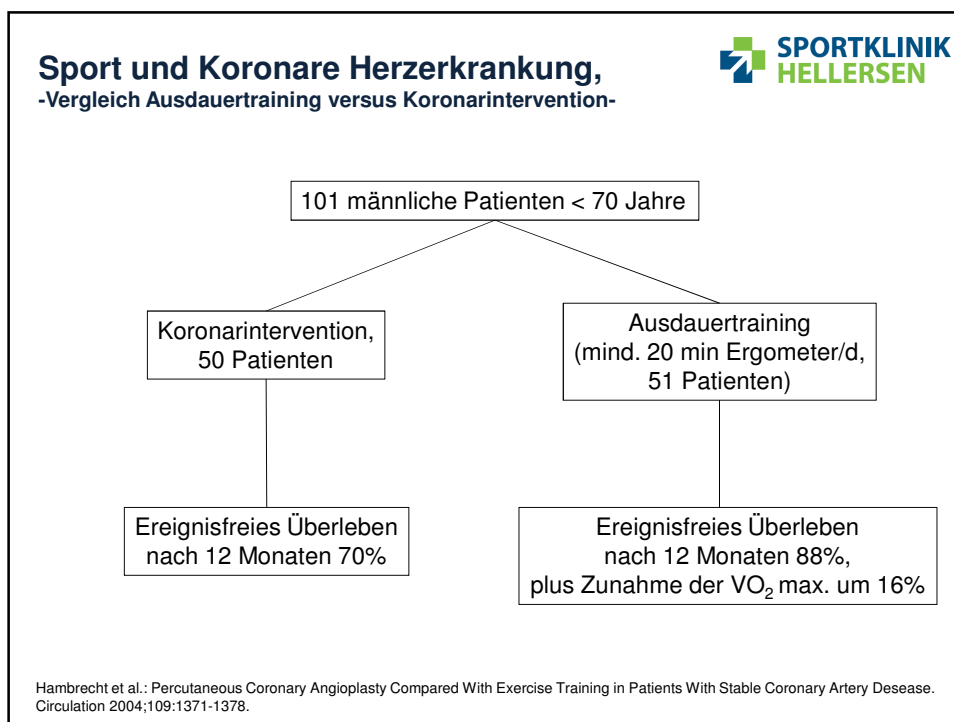 Sport und Koronare Herzerkrankung,
-Vergleich Ausdauertraining versus Koronarintervention-
SPORTKLINIK
HELLERSEN
101 männliche Patienten < 70 Jahre
Koronarintervention,
50 Patienten
Ausdauertraining
(mind. 20 min Ergometer/d,
51 Patienten)
Ereignisfreies Überleben
nach 12 Monaten 70%
Ereignisfreies Überleben
nach 12 Monaten 88%,
plus Zunahme der VO₂ max. um 16%
Hambrecht et al.: Percutaneous Coronary Angioplasty Compared With Exercise Training in Patients With Stable Coronary Artery Desease.
Circulation 2004;109:1371-1378.